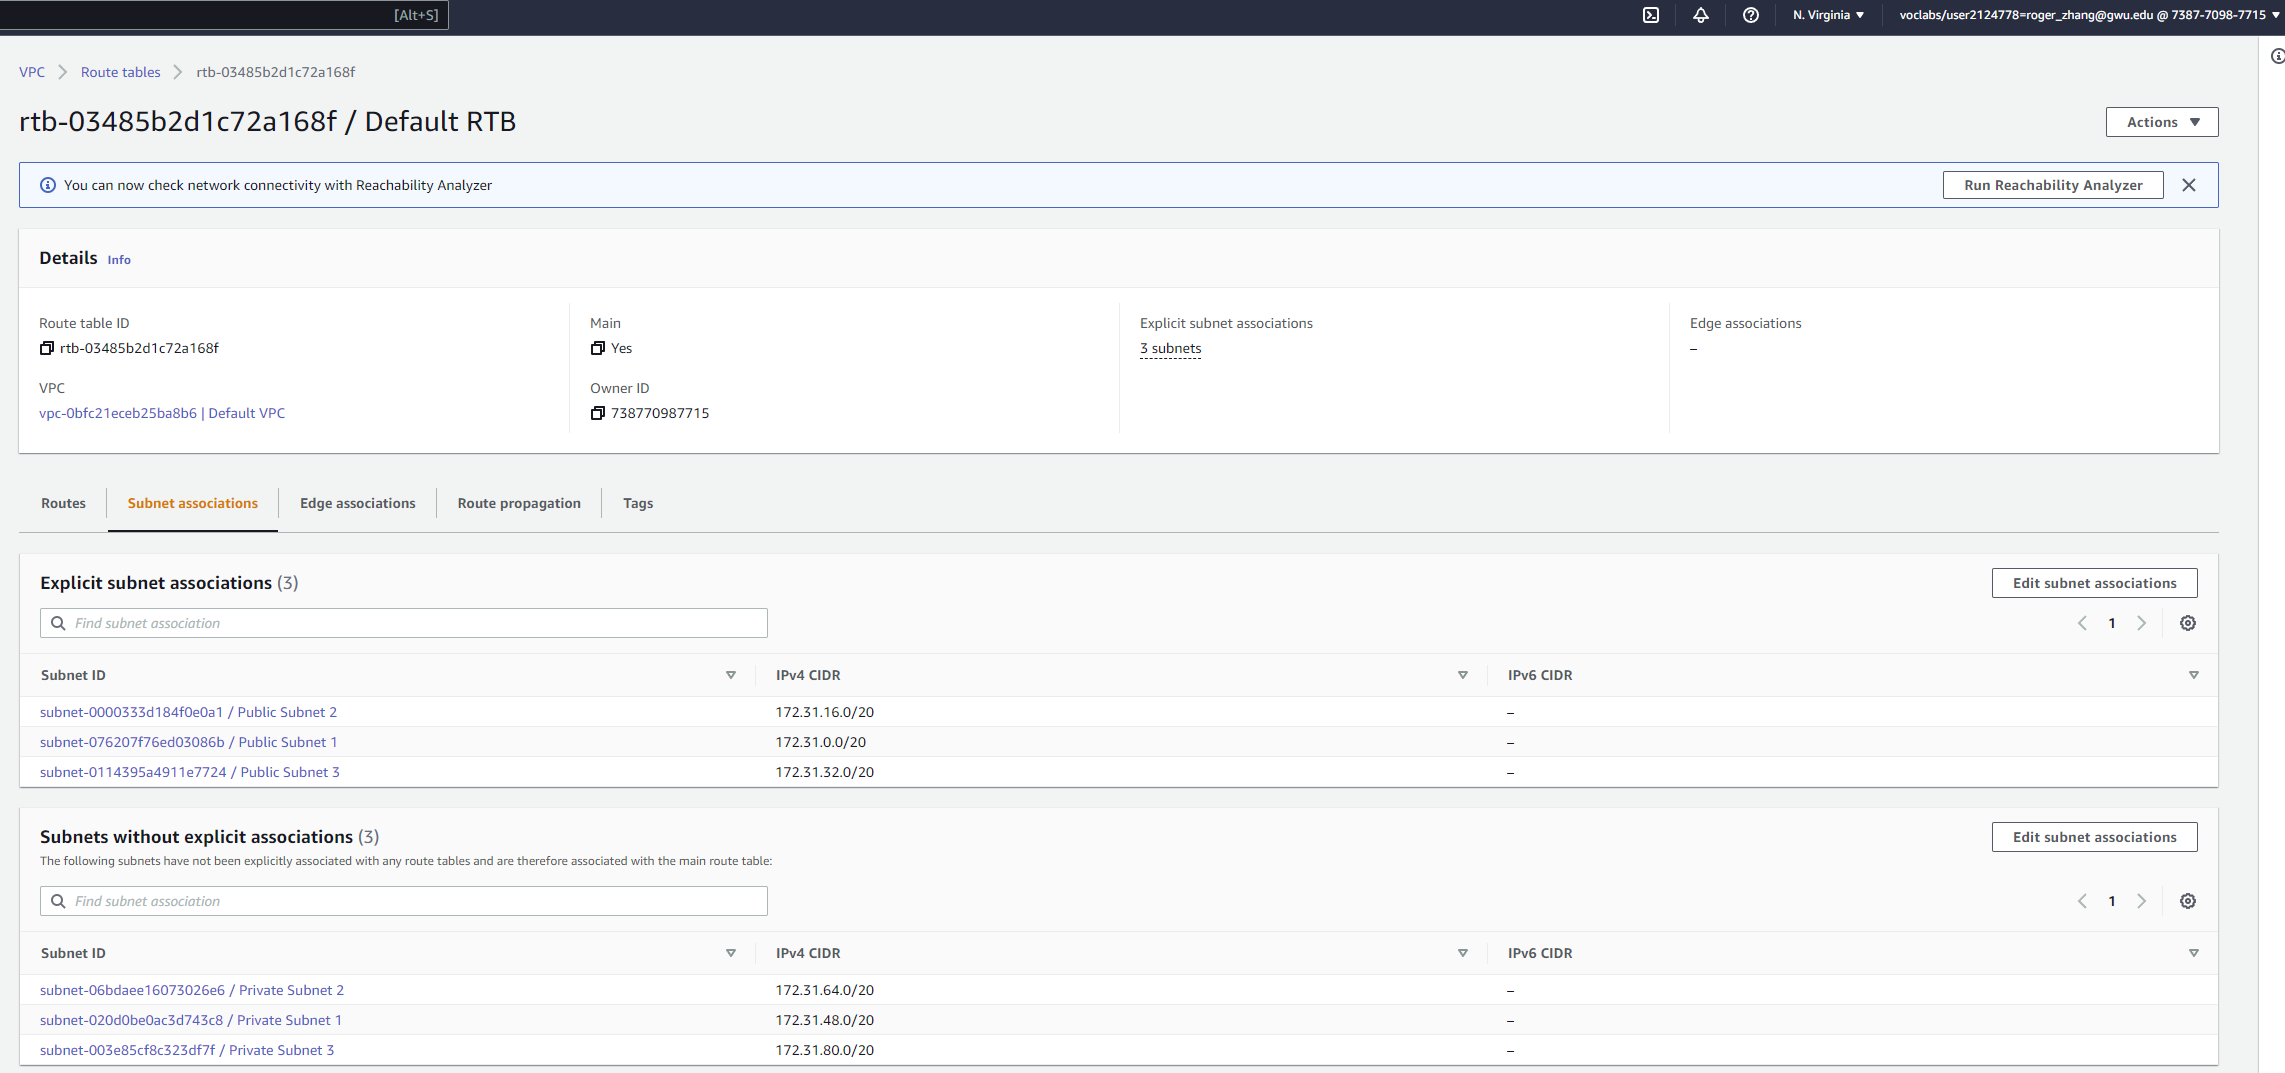 [Alt+S] N. Virginia voclabs/user2124778=roger_zhang@gwu.edu @ 7387-7098-7715
VPC Route tables rtb-03485b2d1c72a168f
rtb-03485b2d1c72a168f / Default RTB Actions
You can now check network connectivity with Reachability Analyzer Run Reachability Analyzer
Details Info
Route table ID Main Explicit subnet associations Edge associations
rtb-03485b2d1c72a168f Yes 3 subnets –
VPC Owner ID
vpc-0bfc21eceb25ba8b6 | Default VPC 738770987715
Routes Subnet associations Edge associations Route propagation Tags
Explicit subnet associations (3) Edit subnet associations
Find subnet association 1
Subnet ID IPv4 CIDR IPv6 CIDR
subnet-0000333d184f0e0a1 / Public Subnet 2 172.31.16.0/20 –
subnet-076207f76ed03086b / Public Subnet 1 172.31.0.0/20 –
subnet-0114395a4911e7724 / Public Subnet 3 172.31.32.0/20 –
Subnets without explicit associations (3) Edit subnet associations
The following subnets have not been explicitly associated with any route tables and are therefore associated with the main route table:
Find subnet association 1
Subnet ID IPv4 CIDR IPv6 CIDR
subnet-06bdaee16073026e6 / Private Subnet 2 172.31.64.0/20 –
subnet-020d0be0ac3d743c8 / Private Subnet 1 172.31.48.0/20 –
subnet-003e85cf8c323df7f / Private Subnet 3 172.31.80.0/20 –